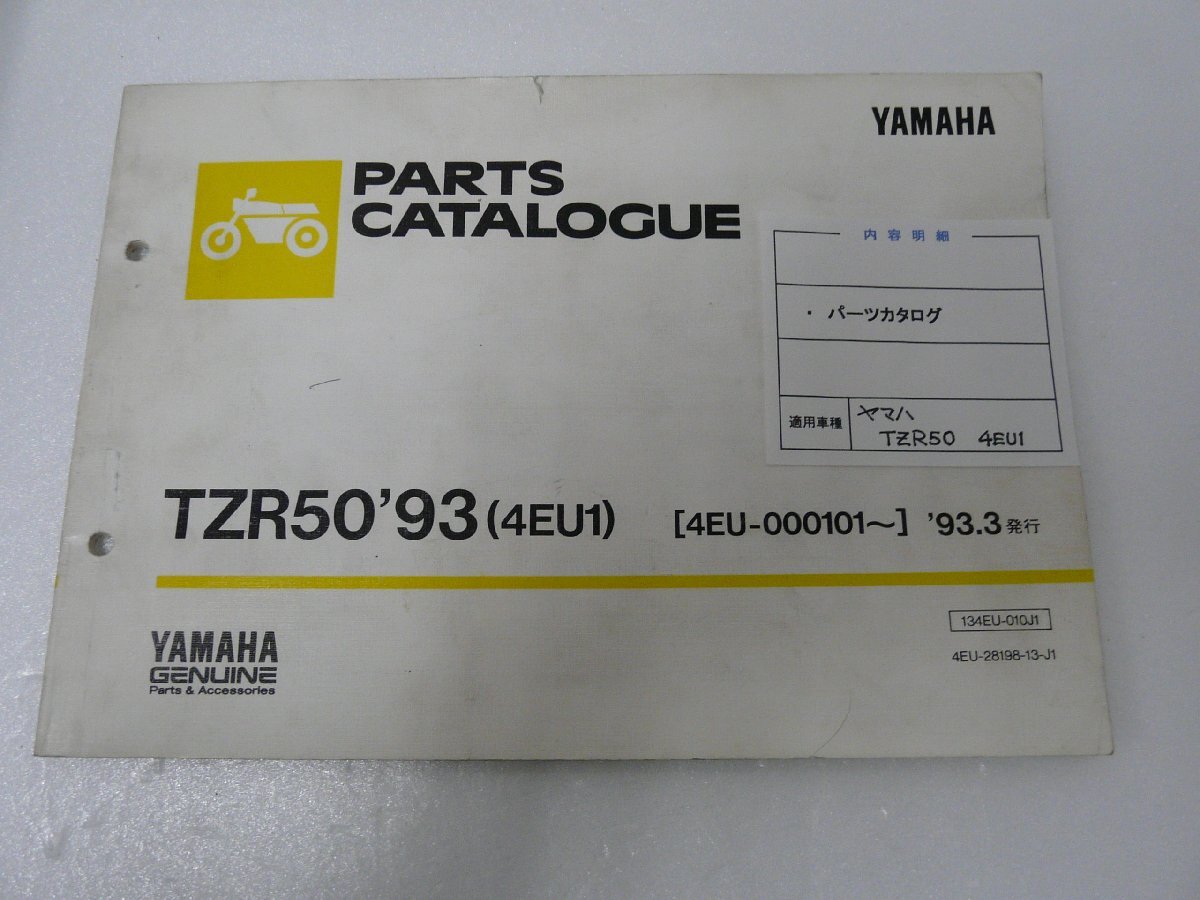 YAMAHA
PARTS
CATALOGUE
内容明細
・ パーツカタログ
適用車種 ヤマハ
TZR50 4EU1
TZR50'93 (4EU1) [4EU-000101～] '93.3 発行
134EU-010J1
4EU-28198-13-J1
YAMAHA
GENUINE
Parts & Accessories